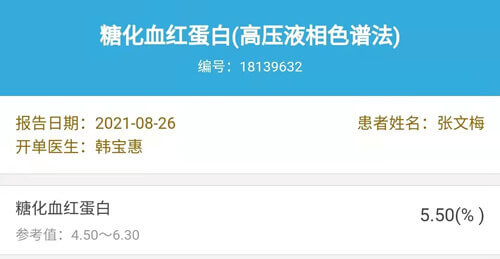 糖化血红蛋白(高压液相色谱法)
编号：18139632
报告日期：2021-08-26 患者姓名：张文梅
开单医生：韩宝惠
糖化血红蛋白 5.50(% )
参考值：4.50～6.30